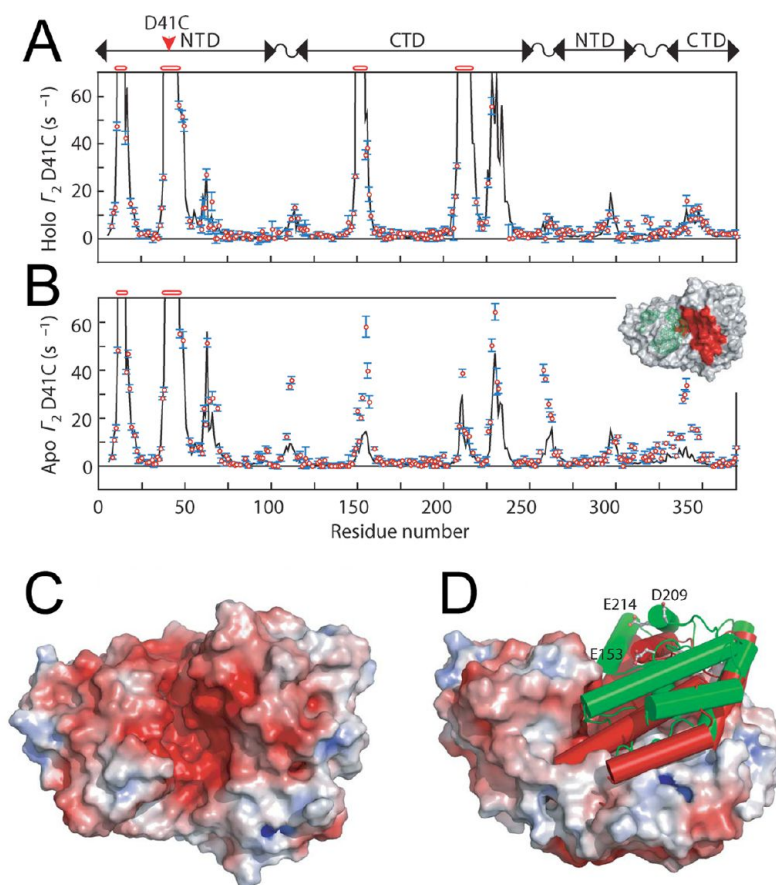 D41C
A
NTD
CTD
NTD
CTD
Holo Γ₂ D41C (s ⁻¹)
60
40
20
0
B
Apo Γ₂ D41C (s ⁻¹)
60
40
20
0
0 50 100 150 200 250 300 350
Residue number
C
D
E214
D209
E153